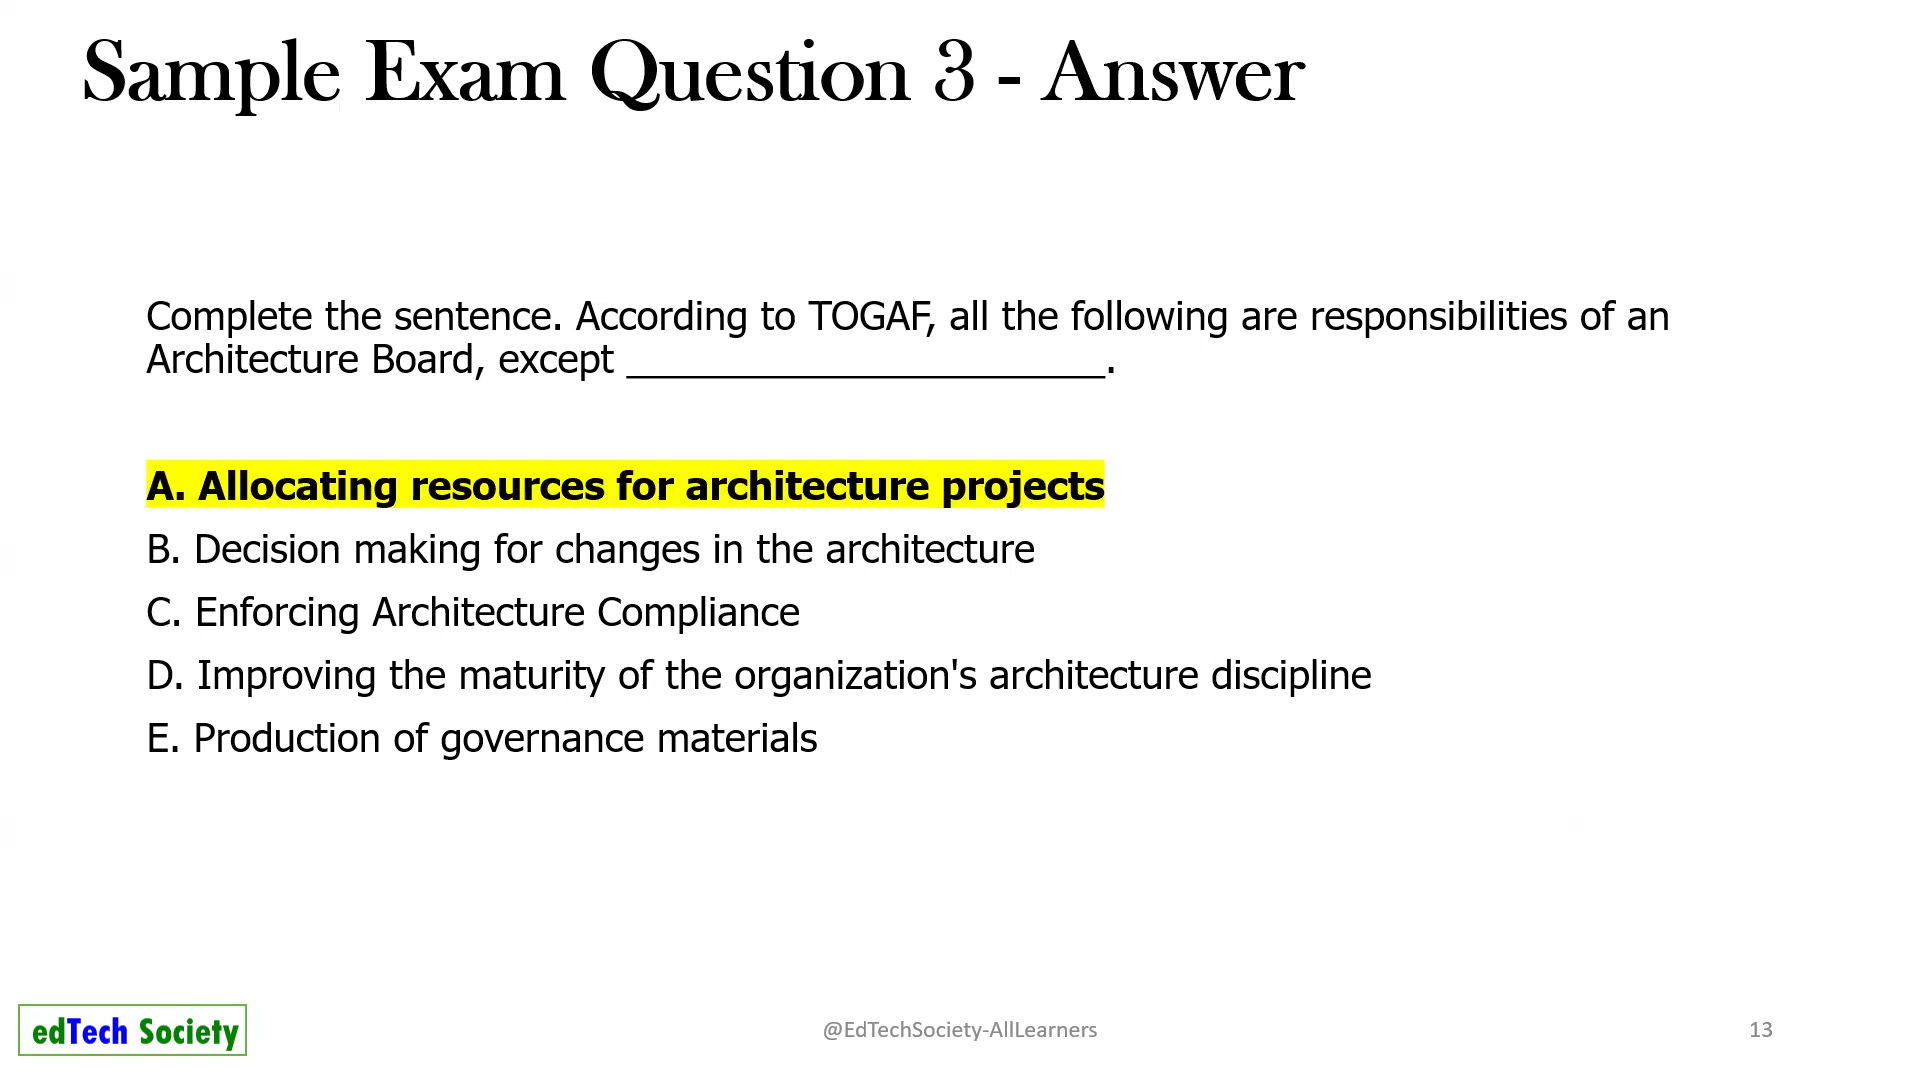 Sample Exam Question 3 - Answer
Complete the sentence. According to TOGAF, all the following are responsibilities of an
Architecture Board, except ________________________.
A. Allocating resources for architecture projects
B. Decision making for changes in the architecture
C. Enforcing Architecture Compliance
D. Improving the maturity of the organization's architecture discipline
E. Production of governance materials
edTech Society
@EdTechSociety-AllLearners
13